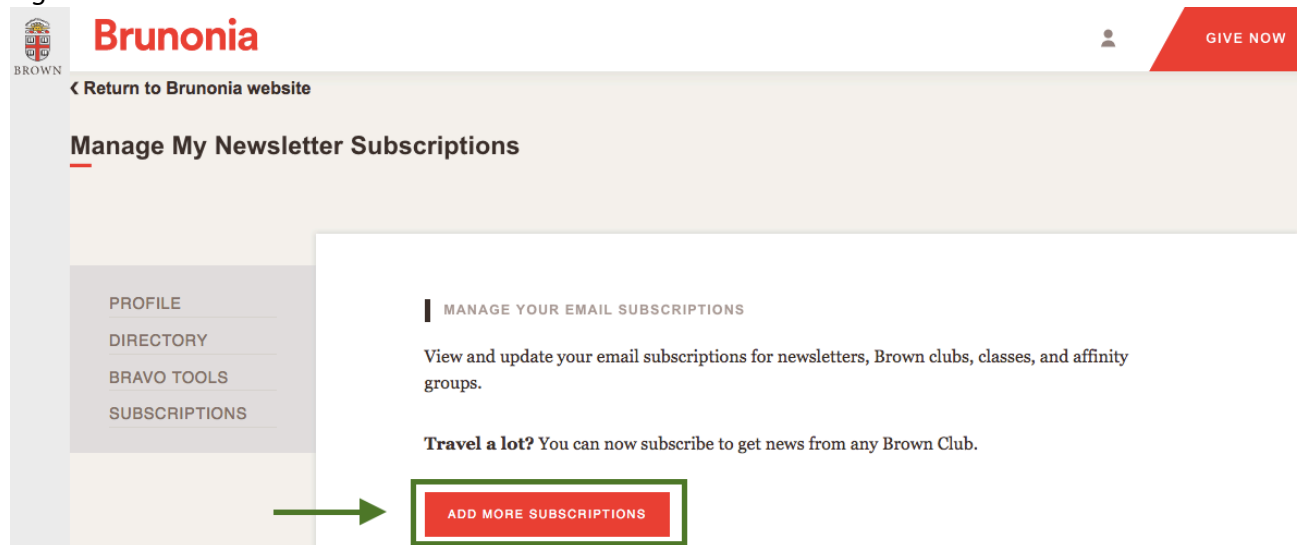 Brunonia
GIVE NOW
BROWN
❮ Return to Brunonia website
Manage My Newsletter Subscriptions
PROFILE
DIRECTORY
BRAVO TOOLS
SUBSCRIPTIONS
MANAGE YOUR EMAIL SUBSCRIPTIONS
View and update your email subscriptions for newsletters, Brown clubs, classes, and affinity
groups.
Travel a lot? You can now subscribe to get news from any Brown Club.
ADD MORE SUBSCRIPTIONS